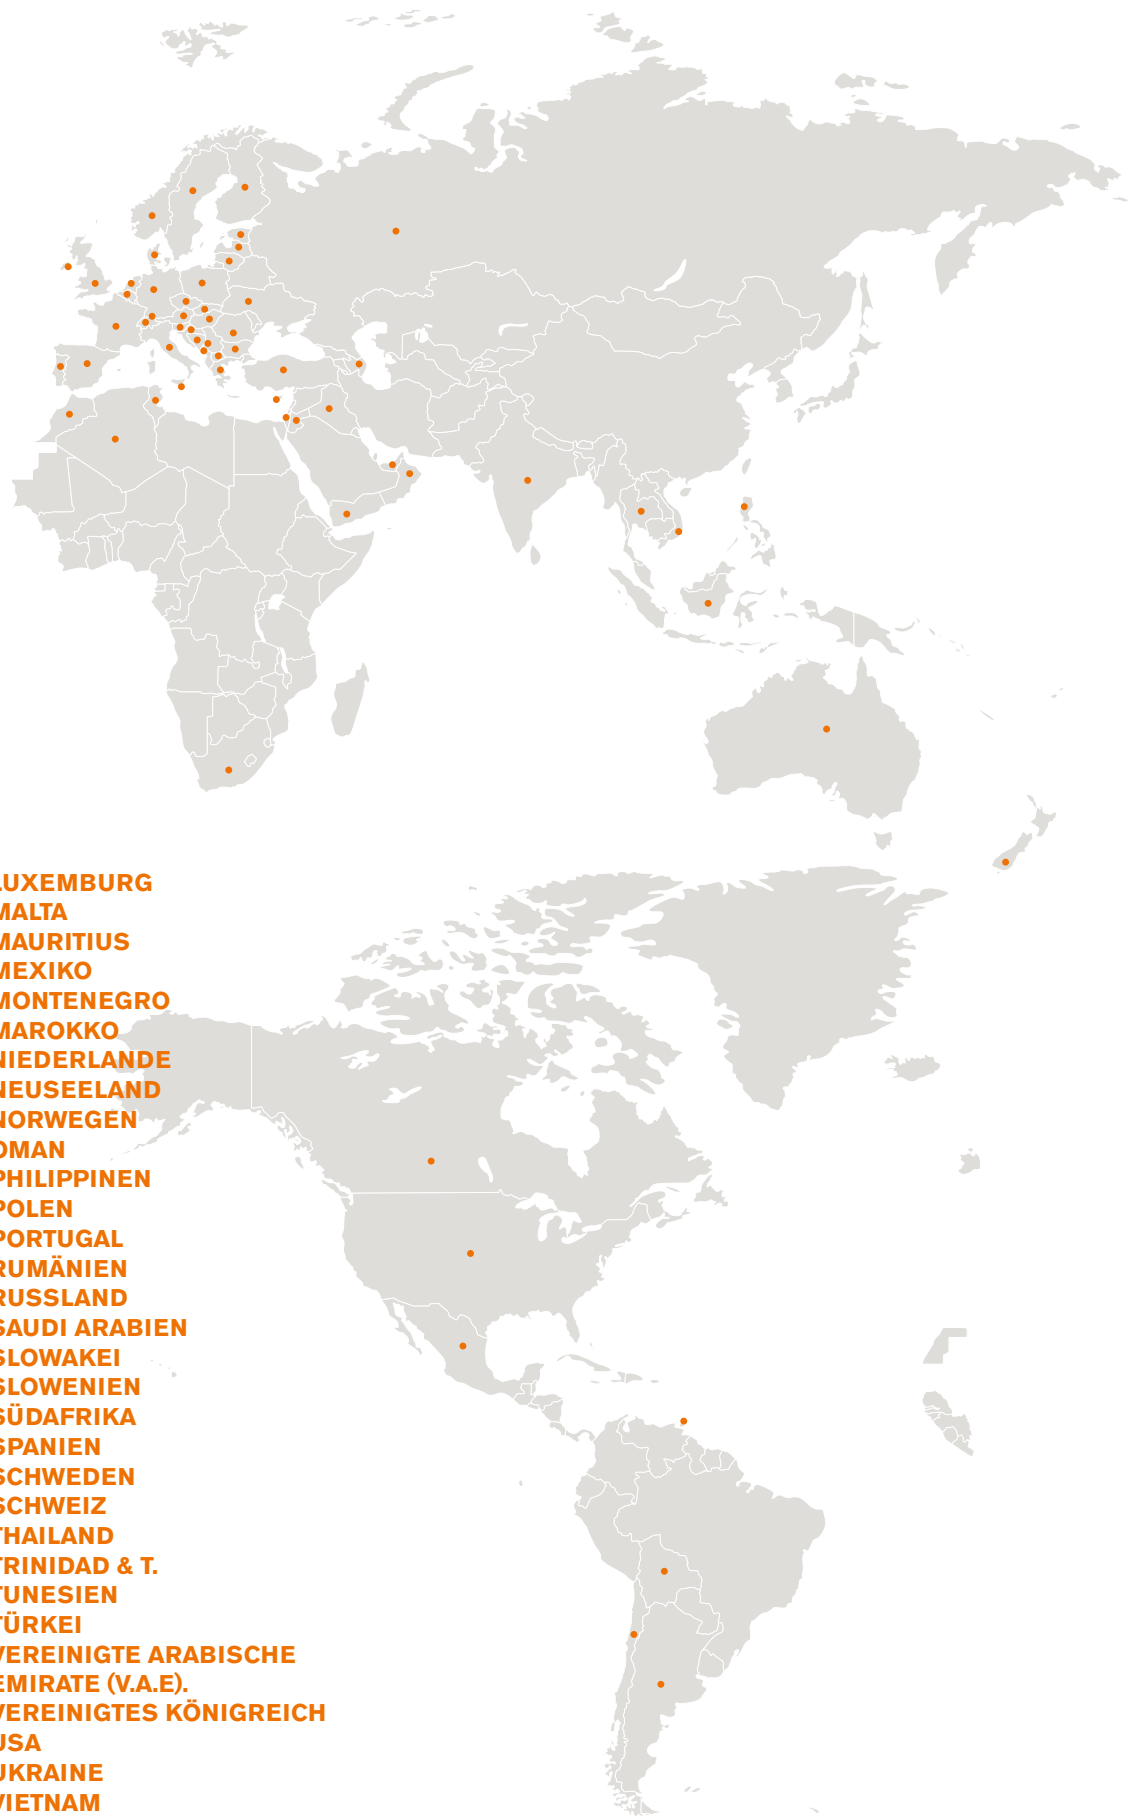 LUXEMBURG
MALTA
MAURITIUS
MEXIKO
MONTENEGRO
MAROKKO
NIEDERLANDE
NEUSEELAND
NORWEGEN
OMAN
PHILIPPINEN
POLEN
PORTUGAL
RUMÄNIEN
RUSSLAND
SAUDI ARABIEN
SLOWAKEI
SLOWENIEN
SÜDAFRIKA
SPANIEN
SCHWEDEN
SCHWEIZ
THAILAND
TRINIDAD & T.
TUNESIEN
TÜRKEI
VEREINIGTE ARABISCHE
EMIRATE (V.A.E).
VEREINIGTES KÖNIGREICH
USA
UKRAINE
VIETNAM